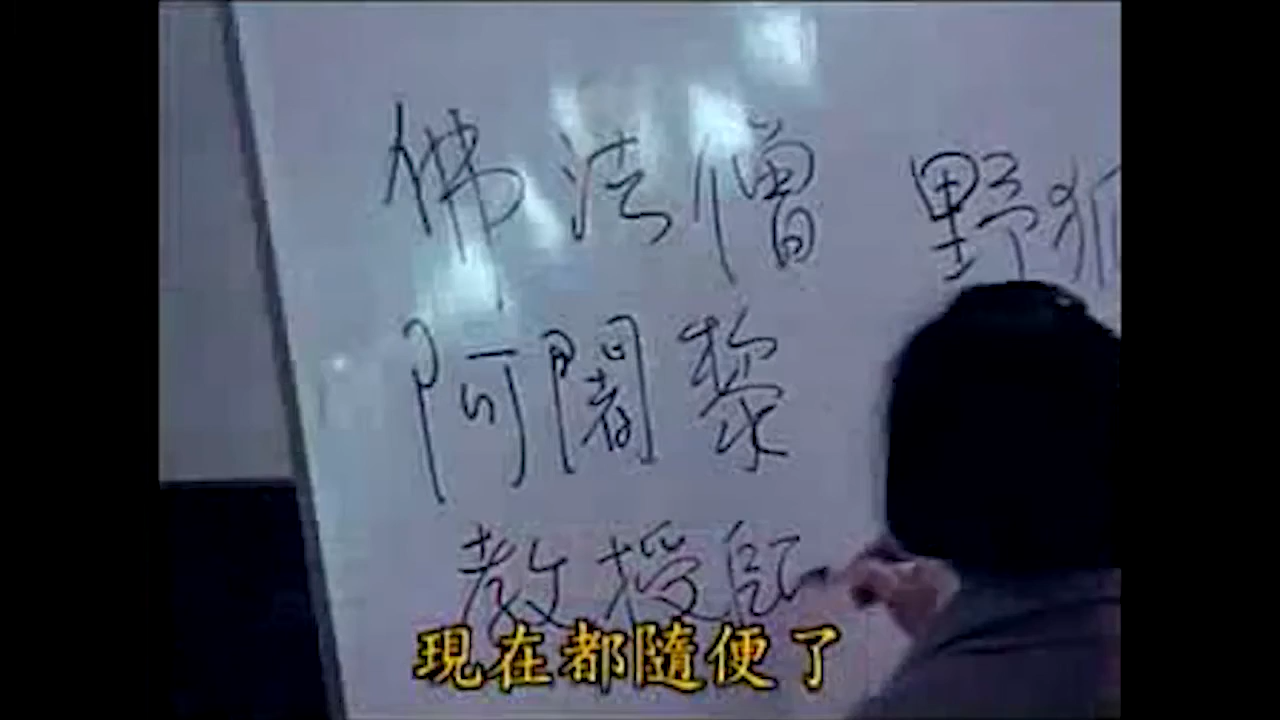 佛法僧 野狐
阿闍黎
教授師
現在都隨便了